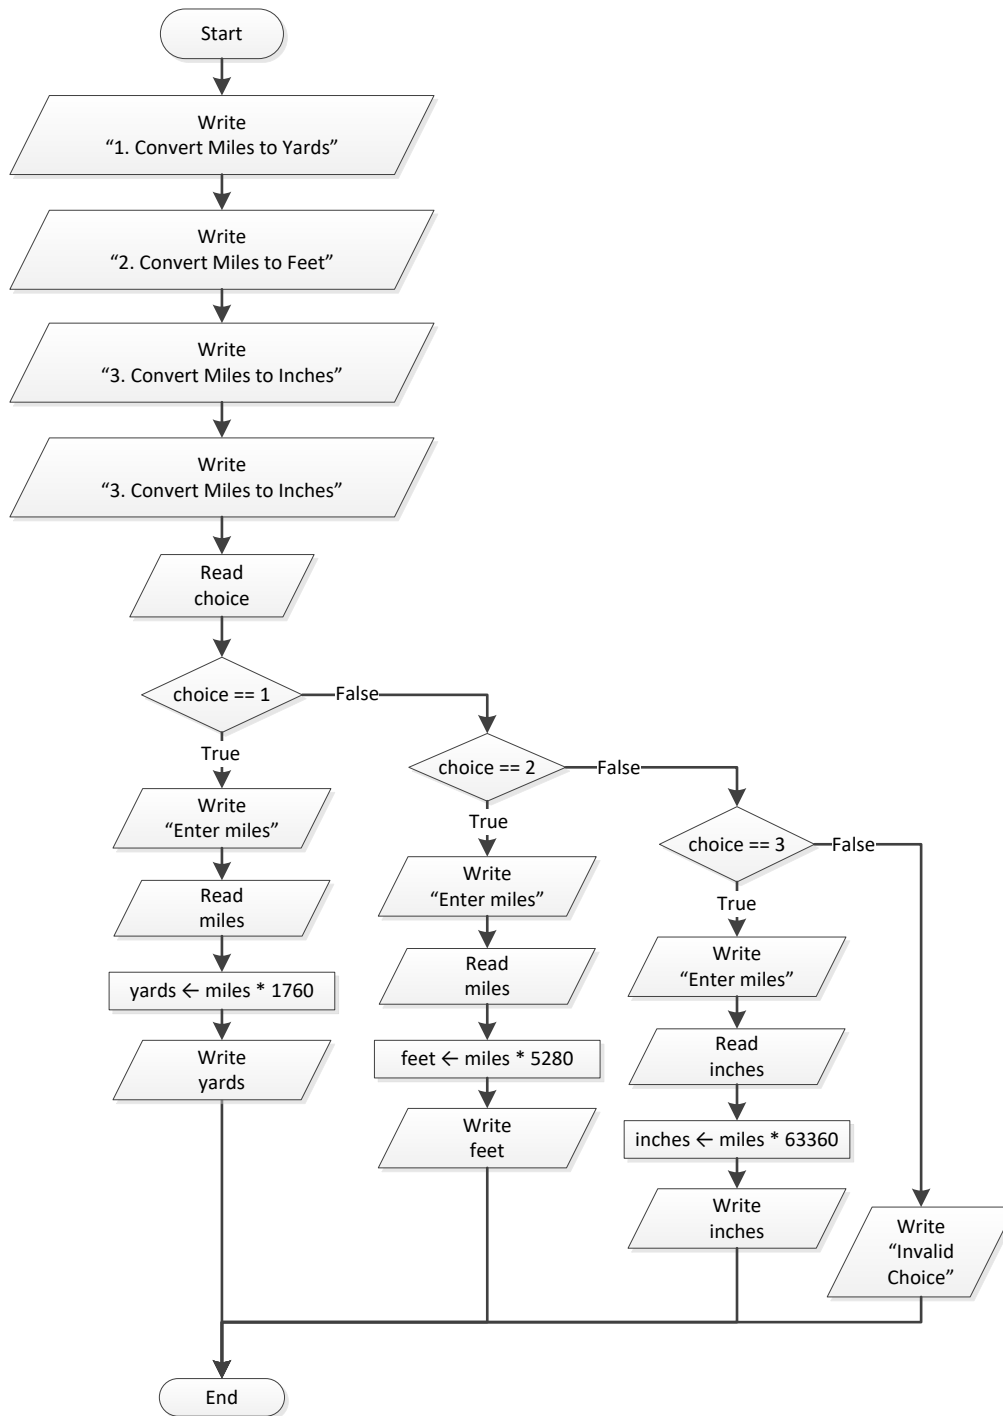 Start
Write
“1. Convert Miles to Yards”
Write
“2. Convert Miles to Feet”
Write
“3. Convert Miles to Inches”
Write
“3. Convert Miles to Inches”
Read
choice
choice == 1
False
True
Write
“Enter miles”
Read
miles
yards ← miles * 1760
Write
yards
choice == 2
False
True
Write
“Enter miles”
Read
miles
feet ← miles * 5280
Write
feet
choice == 3
False
True
Write
“Enter miles”
Read
inches
inches ← miles * 63360
Write
inches
Write
“Invalid
Choice”
End